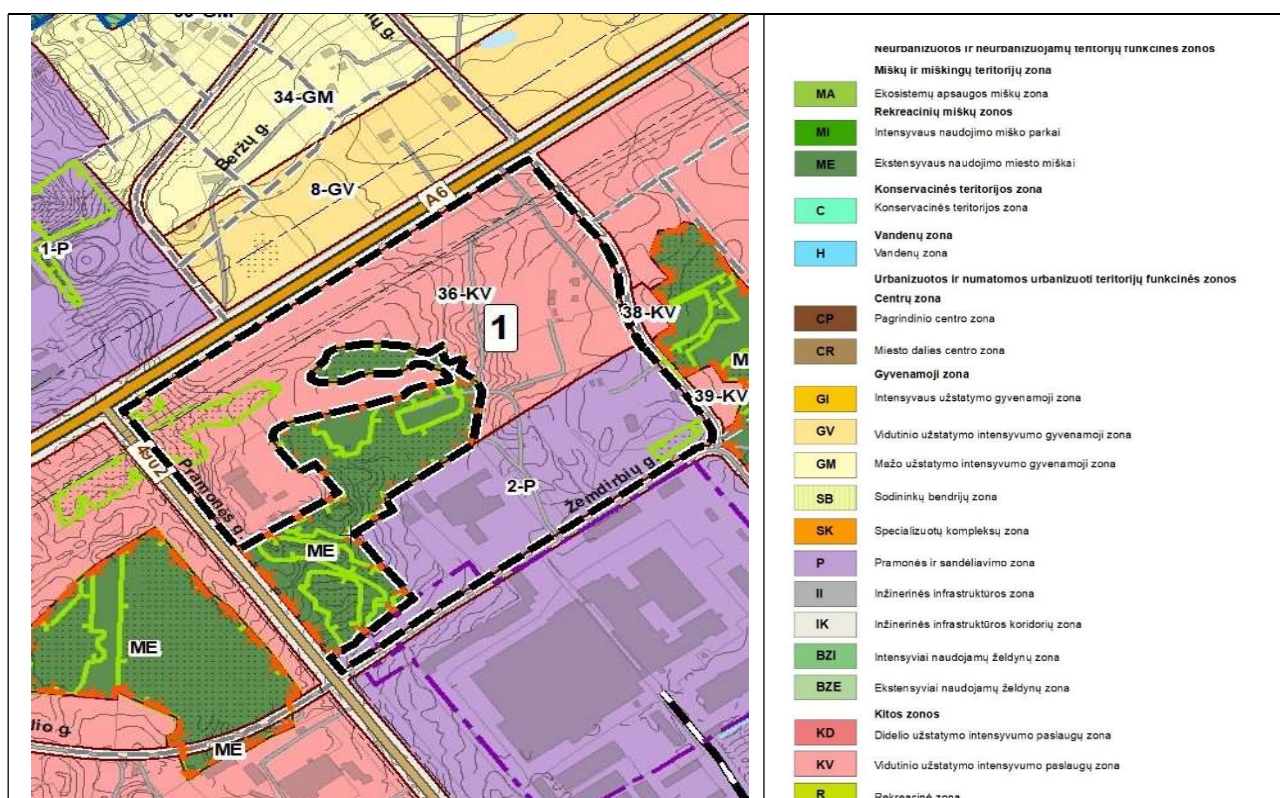 34-GM
Beržų g.
8-GV
A6
1-P
36-KV
1
38-KV
39-KV
4902
Pramonės g.
2-P
Žemdirbių g.
ME
ME
ME
lio g.
M
Neurbanizuotos ir neurbanizuojamų teritorijų funkcinės zonos
Miškų ir miškingų teritorijų zona
MA Ekosistemų apsaugos miškų zona
Rekreacinių miškų zonos
MI Intensyvaus naudojimo miško parkai
ME Ekstensyvaus naudojimo miesto miškai
Konservacinės teritorijos zona
C Konservacinės teritorijos zona
Vandenų zona
H Vandenų zona
Urbanizuotos ir numatomos urbanizuoti teritorijų funkcinės zonos
Centrų zona
CP Pagrindinio centro zona
CR Miesto dalies centro zona
Gyvenamoji zona
GI Intensyvaus užstatymo gyvenamoji zona
GV Vidutinio užstatymo intensyvumo gyvenamoji zona
GM Mažo užstatymo intensyvumo gyvenamoji zona
SB Sodininkų bendrijų zona
SK Specializuotų kompleksų zona
P Pramonės ir sandėliavimo zona
II Inžinerinės infrastruktūros zona
IK Inžinerinės infrastruktūros koridorių zona
BZI Intensyviai naudojamų želdynų zona
BZE Ekstensyviai naudojamų želdynų zona
Kitos zonos
KD Didelio užstatymo intensyvumo paslaugų zona
KV Vidutinio užstatymo intensyvumo paslaugų zona
R Rekreacinė zona